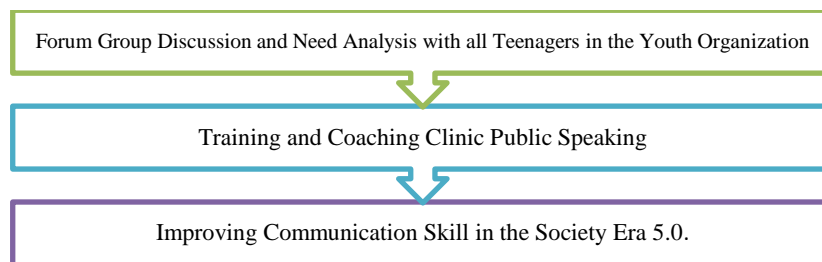 Forum Group Discussion and Need Analysis with all Teenagers in the Youth Organization
Training and Coaching Clinic Public Speaking
Improving Communication Skill in the Society Era 5.0.